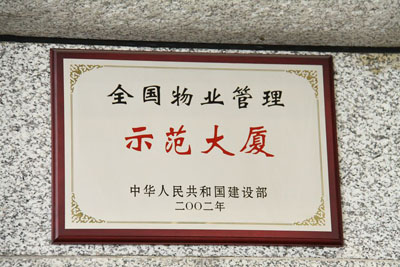 全国物业管理
示范大厦
中华人民共和国建设部
二〇〇二年